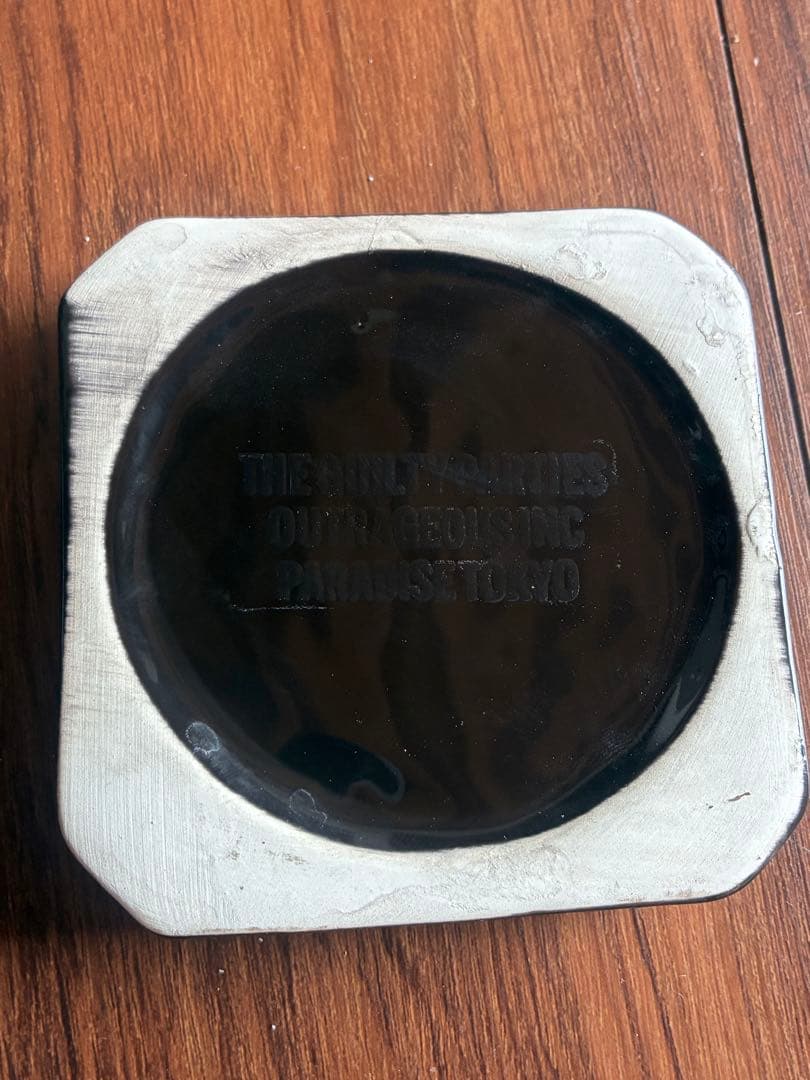 THE GUILTY PARTIES
OUTRAGEOUS INC
PARADISE TOKYO